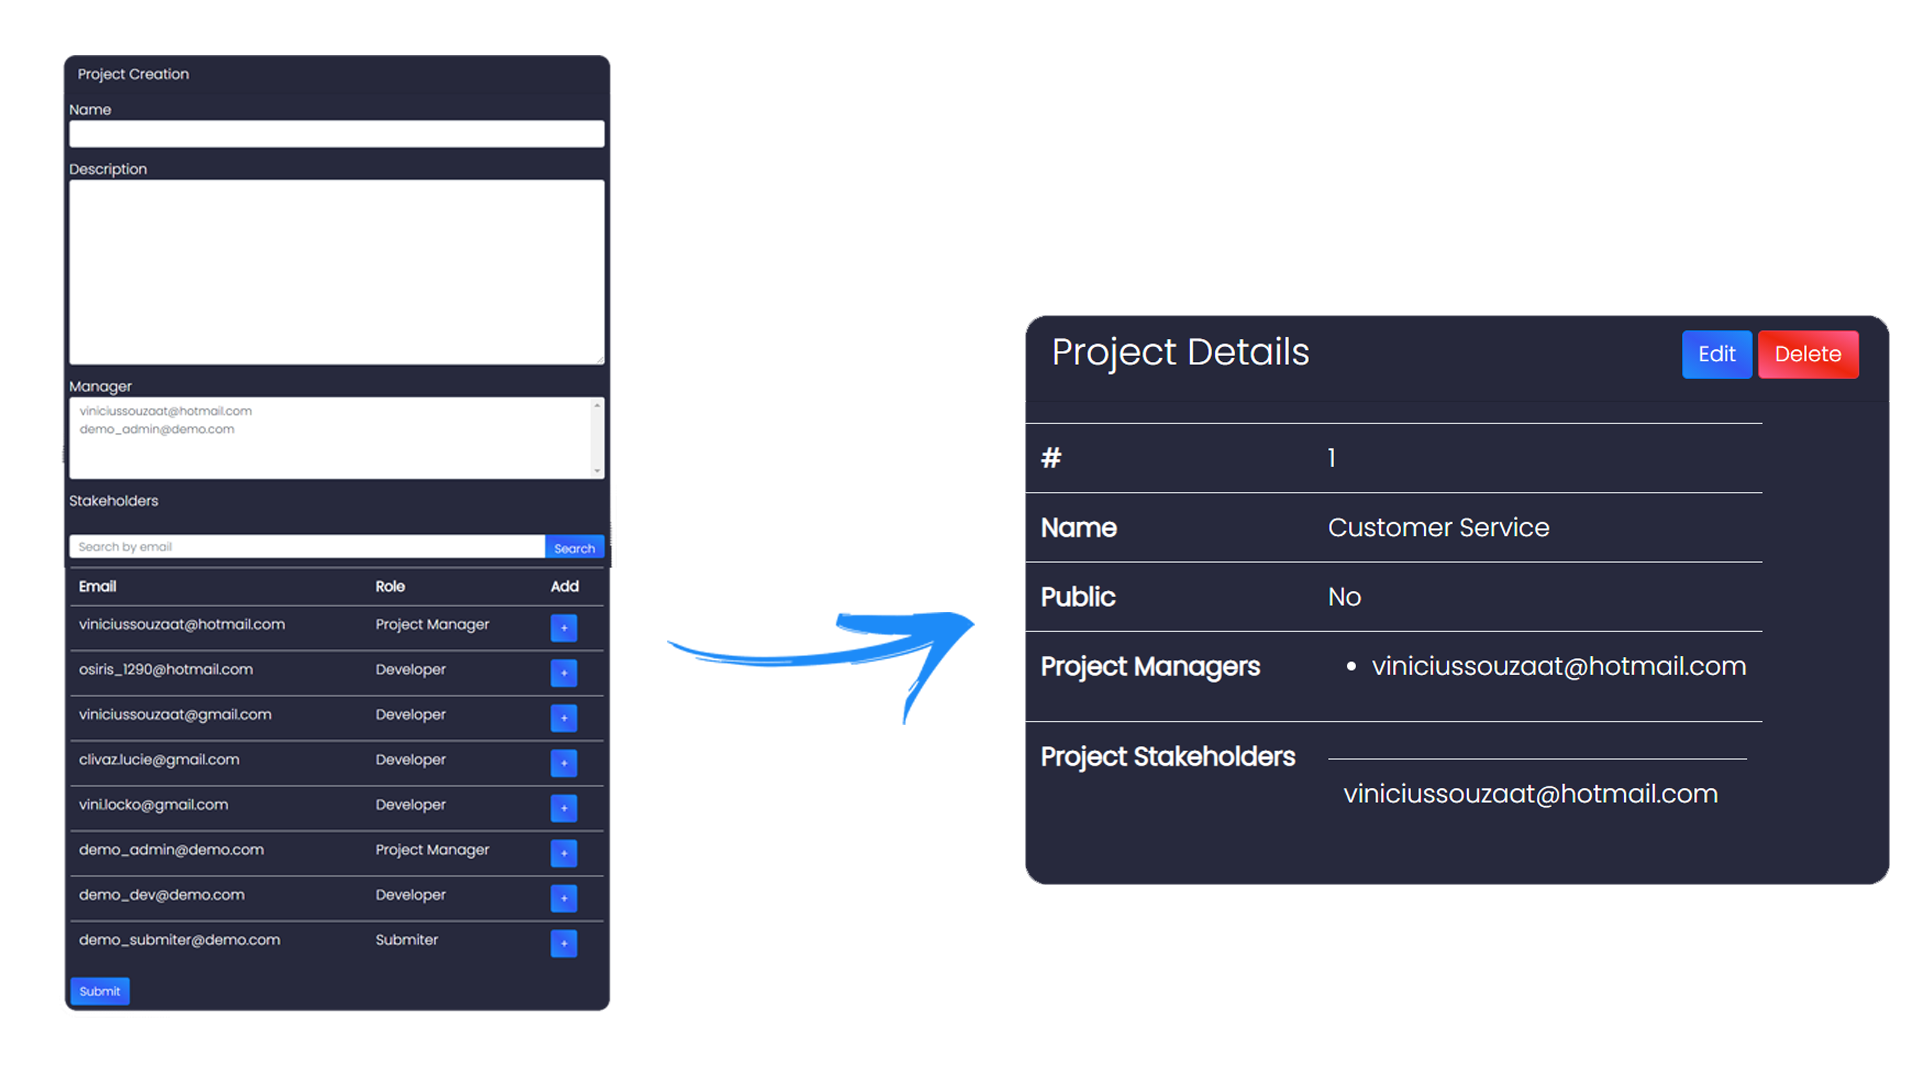 Project Creation
Name
Description
Manager
viniciussouzaat@hotmail.com
demo_admin@demo.com
Stakeholders
Search by email Search
Email Role Add
viniciussouzaat@hotmail.com Project Manager +
osiris_1290@hotmail.com Developer +
viniciussouzaat@gmail.com Developer +
clivaz.lucie@gmail.com Developer +
vini.locko@gmail.com Developer +
demo_admin@demo.com Project Manager +
demo_dev@demo.com Developer +
demo_submiter@demo.com Submiter +
Submit
Project Details Edit Delete
# 1
Name Customer Service
Public No
Project Managers • viniciussouzaat@hotmail.com
Project Stakeholders
viniciussouzaat@hotmail.com